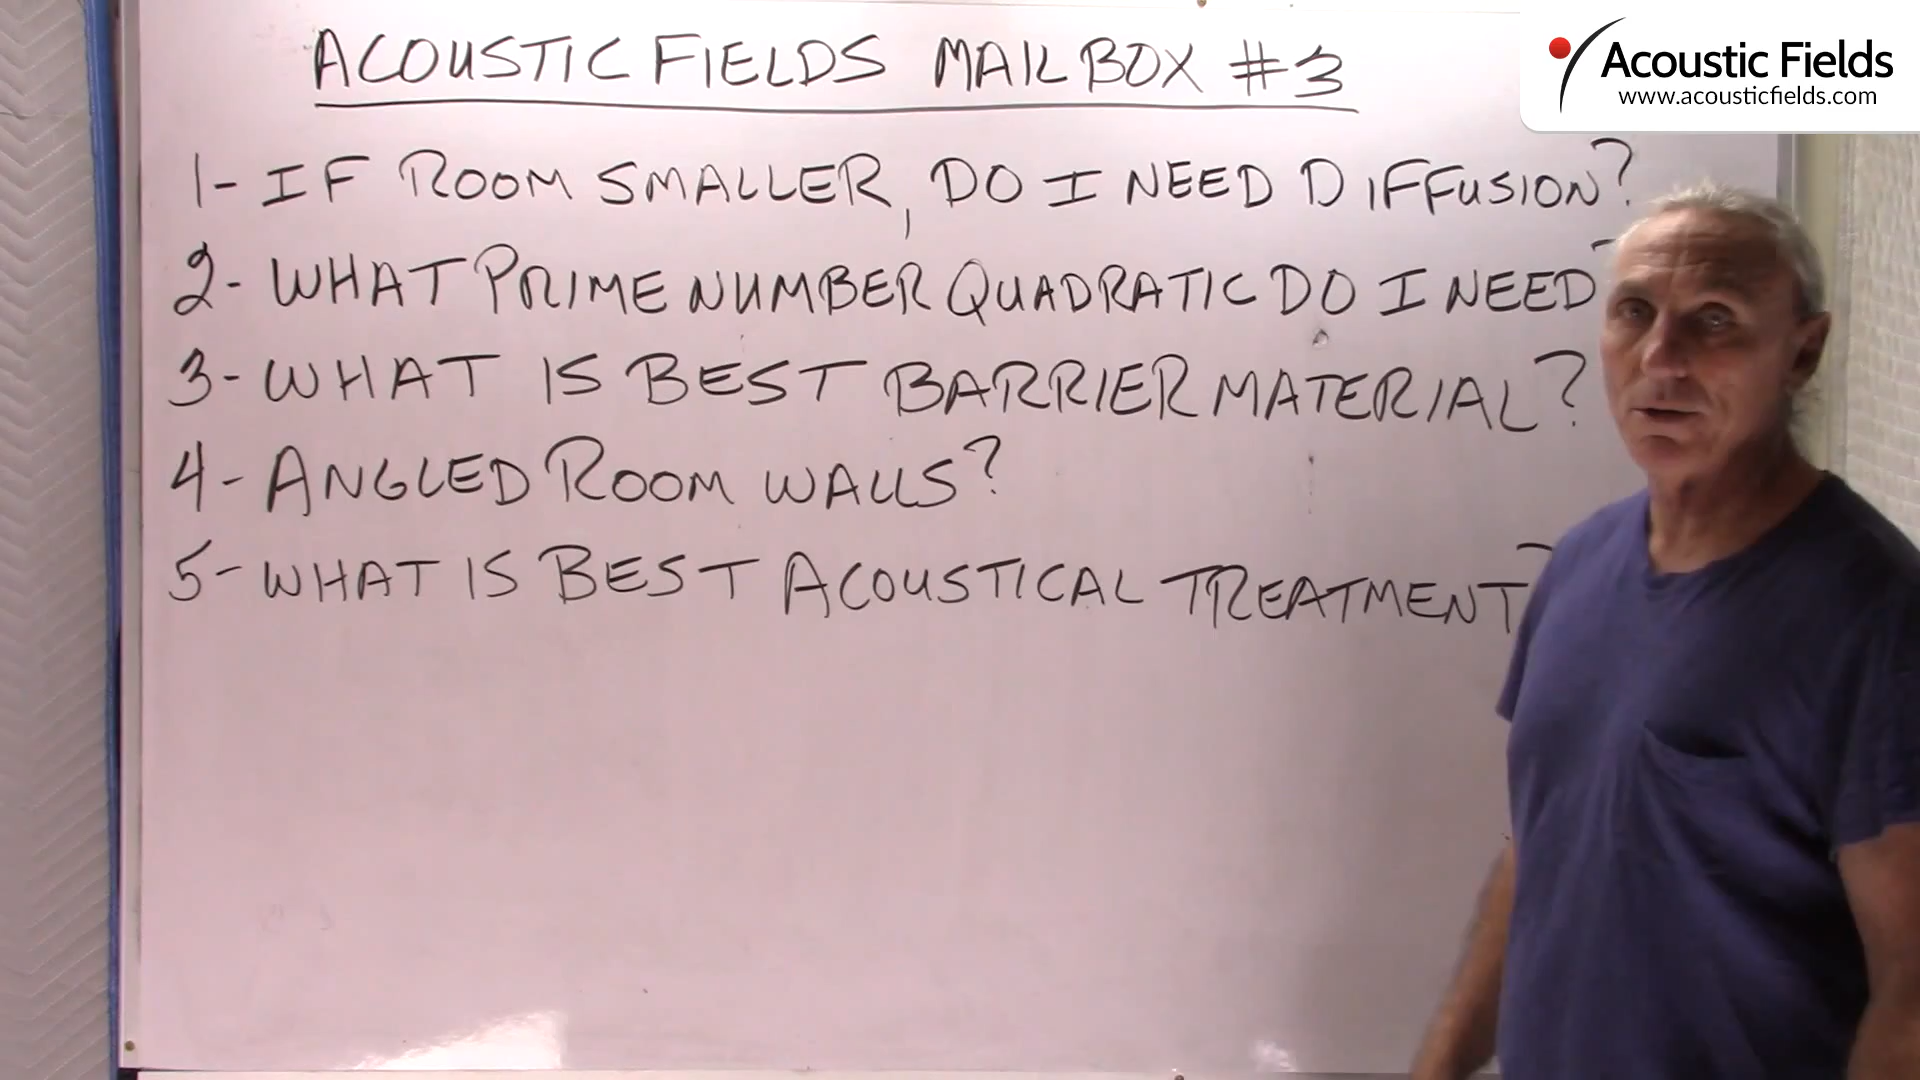 ACOUSTIC FIELDS MAILBOX #3
Acoustic Fields
www.acousticfields.com
1- IF ROOM SMALLER, DO I NEED DIFFUSION?
2- WHAT PRIME NUMBER QUADRATIC DO I NEED?
3- WHAT IS BEST BARRIER MATERIAL?
4- ANGLED ROOM WALLS?
5- WHAT IS BEST ACOUSTICAL TREATMENT?